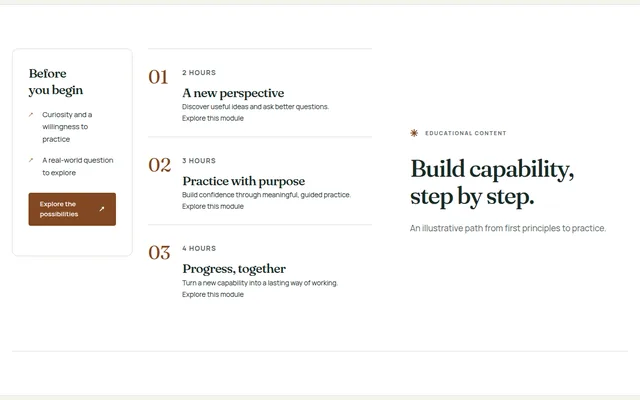 Before
you begin
Curiosity and a
willingness to
practice
A real-world question
to explore
Explore the
possibilities
01
2 HOURS
A new perspective
Discover useful ideas and ask better questions.
Explore this module
02
3 HOURS
Practice with purpose
Build confidence through meaningful, guided practice.
Explore this module
03
4 HOURS
Progress, together
Turn a new capability into a lasting way of working.
Explore this module
EDUCATIONAL CONTENT
Build capability,
step by step.
An illustrative path from first principles to practice.